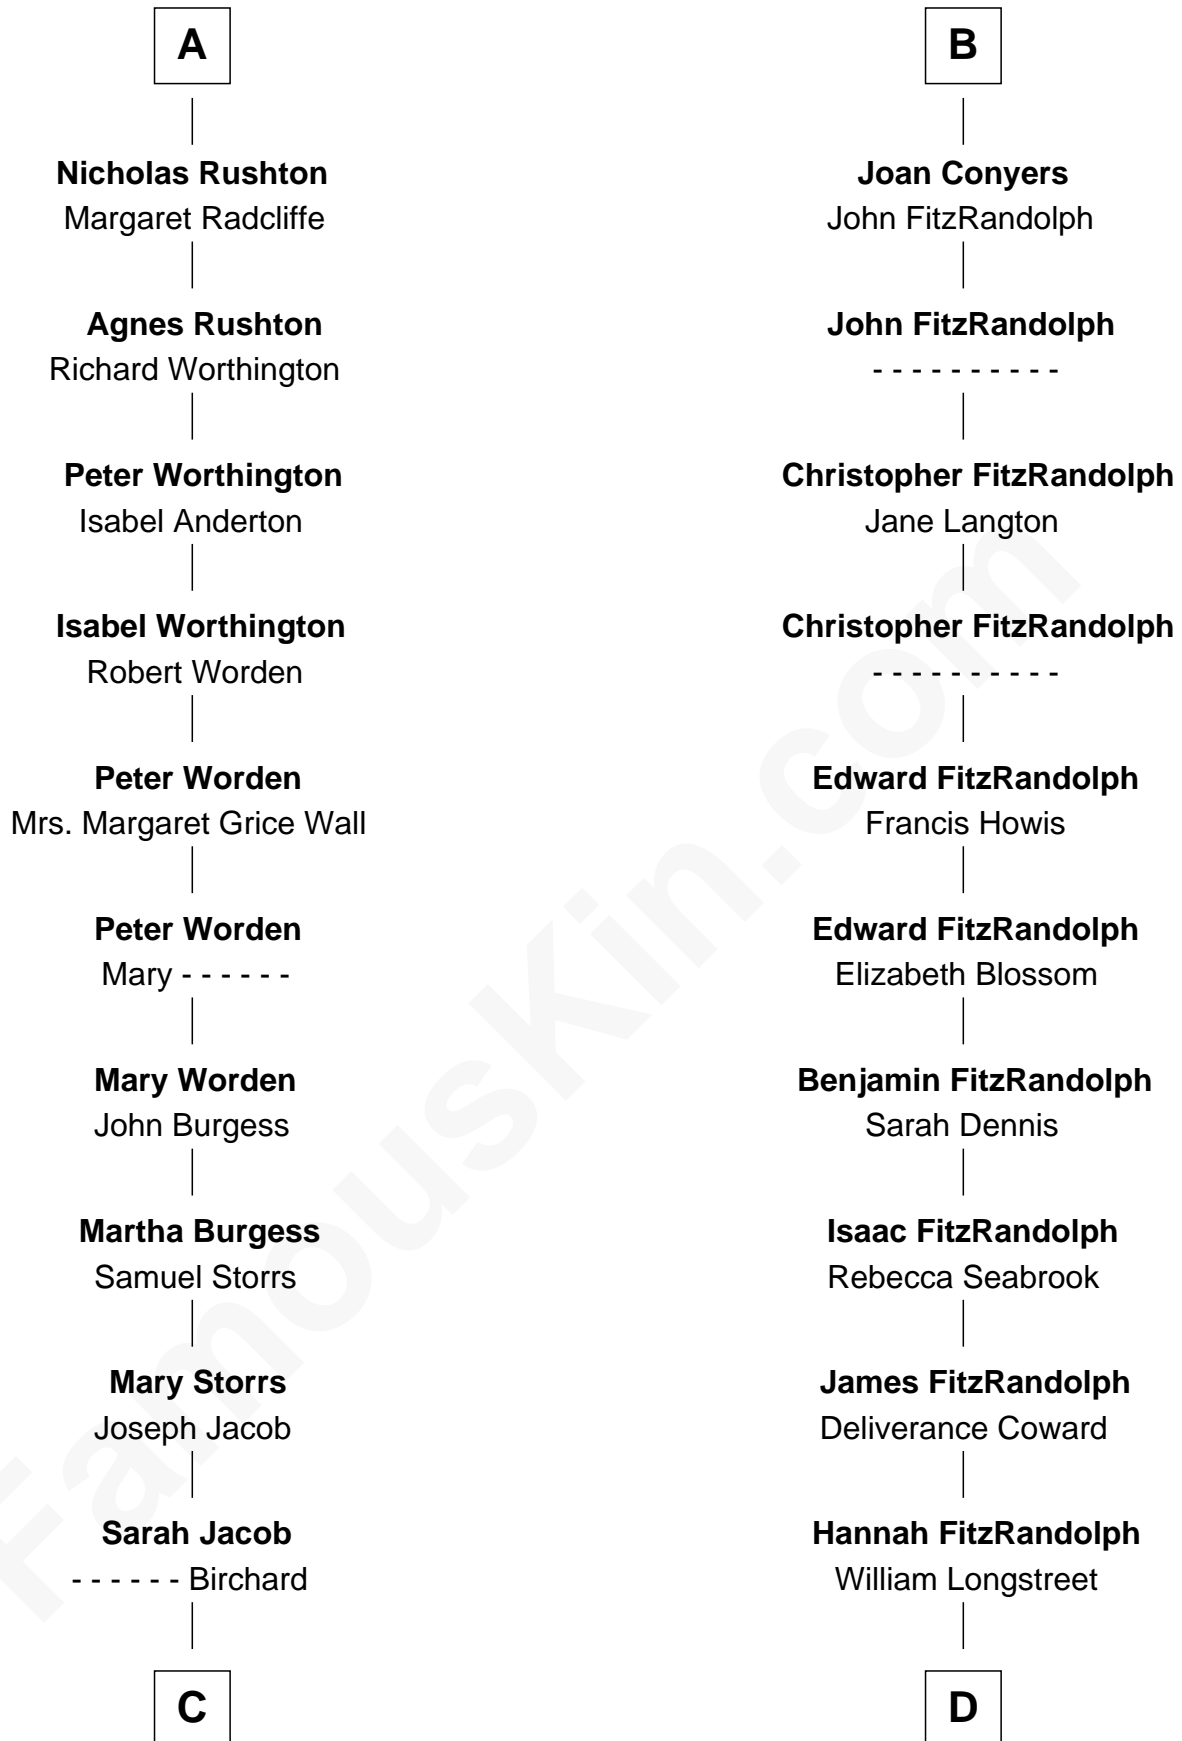 A
Nicholas Rushton
Margaret Radcliffe
Agnes Rushton
Richard Worthington
Peter Worthington
Isabel Anderton
Isabel Worthington
Robert Worden
Peter Worden
Mrs. Margaret Grice Wall
Peter Worden
Mary - - - - - -
Mary Worden
John Burgess
Martha Burgess
Samuel Storrs
Mary Storrs
Joseph Jacob
Sarah Jacob
- - - - - - Birchard
C
B
Joan Conyers
John FitzRandolph
John FitzRandolph
- - - - - - - - - -
Christopher FitzRandolph
Jane Langton
Christopher FitzRandolph
- - - - - - - - - -
Edward FitzRandolph
Francis Howis
Edward FitzRandolph
Elizabeth Blossom
Benjamin FitzRandolph
Sarah Dennis
Isaac FitzRandolph
Rebecca Seabrook
James FitzRandolph
Deliverance Coward
Hannah FitzRandolph
William Longstreet
D
FamousKin.com